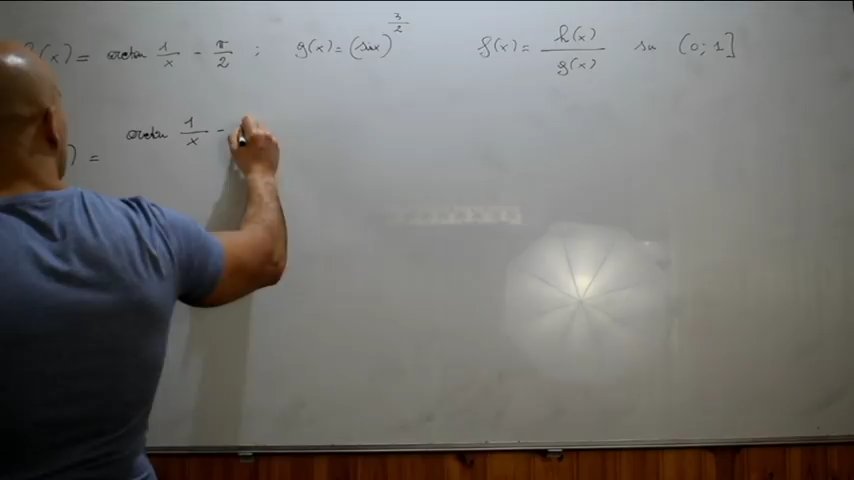 h(x) = arctan 1/x - π/2 ; g(x) = (sin x)^{3/2} f(x) = h(x)/g(x) su (0; 1]
) = arctan 1/x -